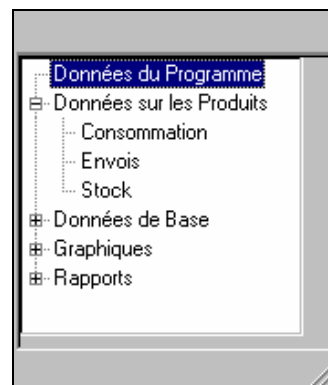 Données du Programme
Données sur les Produits
Consommation
Envois
Stock
Données de Base
Graphiques
Rapports